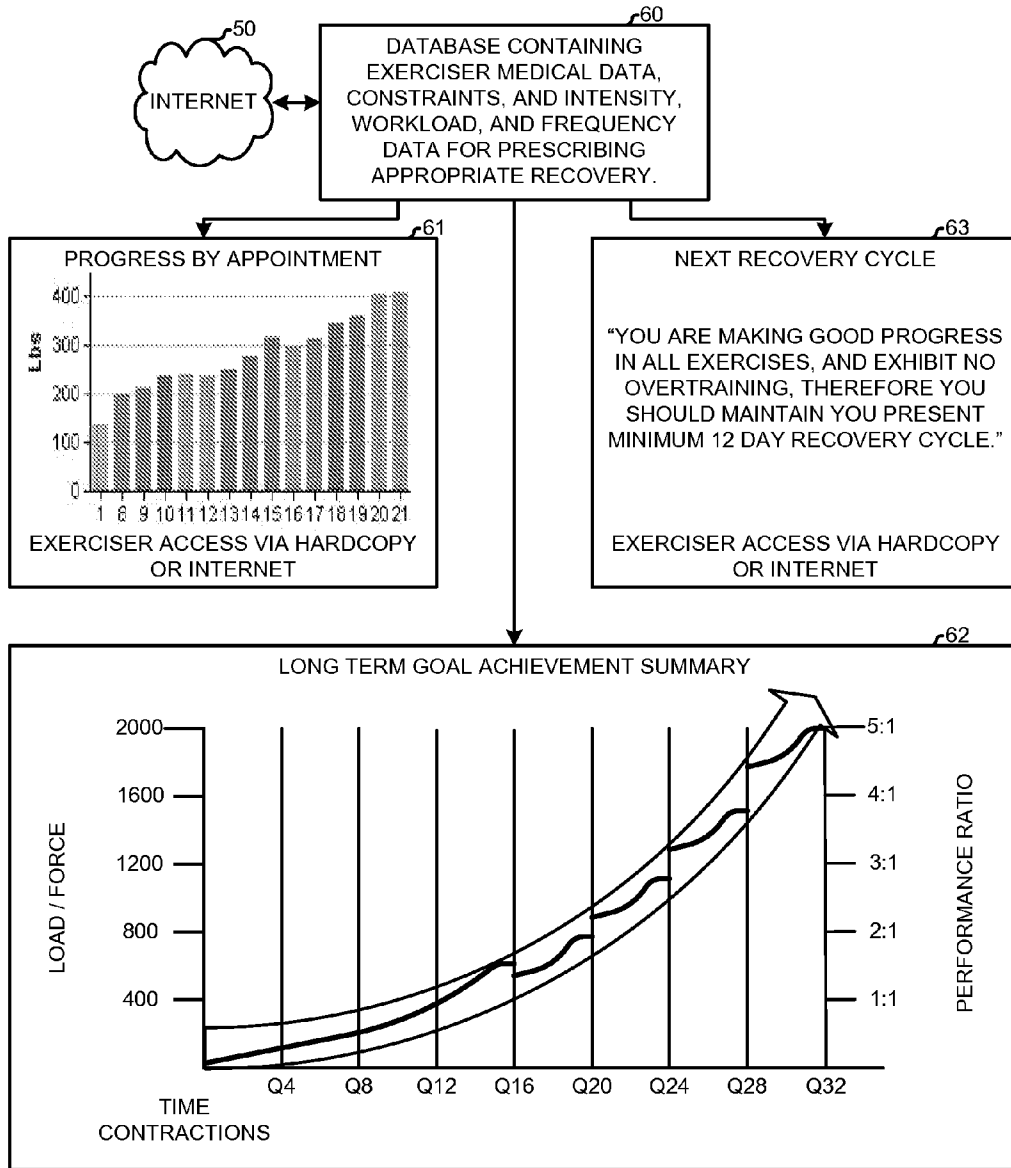 50
INTERNET
60
DATABASE CONTAINING
EXERCISER MEDICAL DATA,
CONSTRAINTS, AND INTENSITY,
WORKLOAD, AND FREQUENCY
DATA FOR PRESCRIBING
APPROPRIATE RECOVERY.
61
PROGRESS BY APPOINTMENT
Lbs
400
300
200
100
0
1 8 9 10 11 12 13 14 15 16 17 18 19 20 21
EXERCISER ACCESS VIA HARDCOPY
OR INTERNET
63
NEXT RECOVERY CYCLE
“YOU ARE MAKING GOOD PROGRESS
IN ALL EXERCISES, AND EXHIBIT NO
OVERTRAINING, THEREFORE YOU
SHOULD MAINTAIN YOU PRESENT
MINIMUM 12 DAY RECOVERY CYCLE.”
EXERCISER ACCESS VIA HARDCOPY
OR INTERNET
62
LONG TERM GOAL ACHIEVEMENT SUMMARY
LOAD / FORCE
2000
1600
1200
800
400
5:1
4:1
3:1
2:1
1:1
PERFORMANCE RATIO
Q4 Q8 Q12 Q16 Q20 Q24 Q28 Q32
TIME
CONTRACTIONS